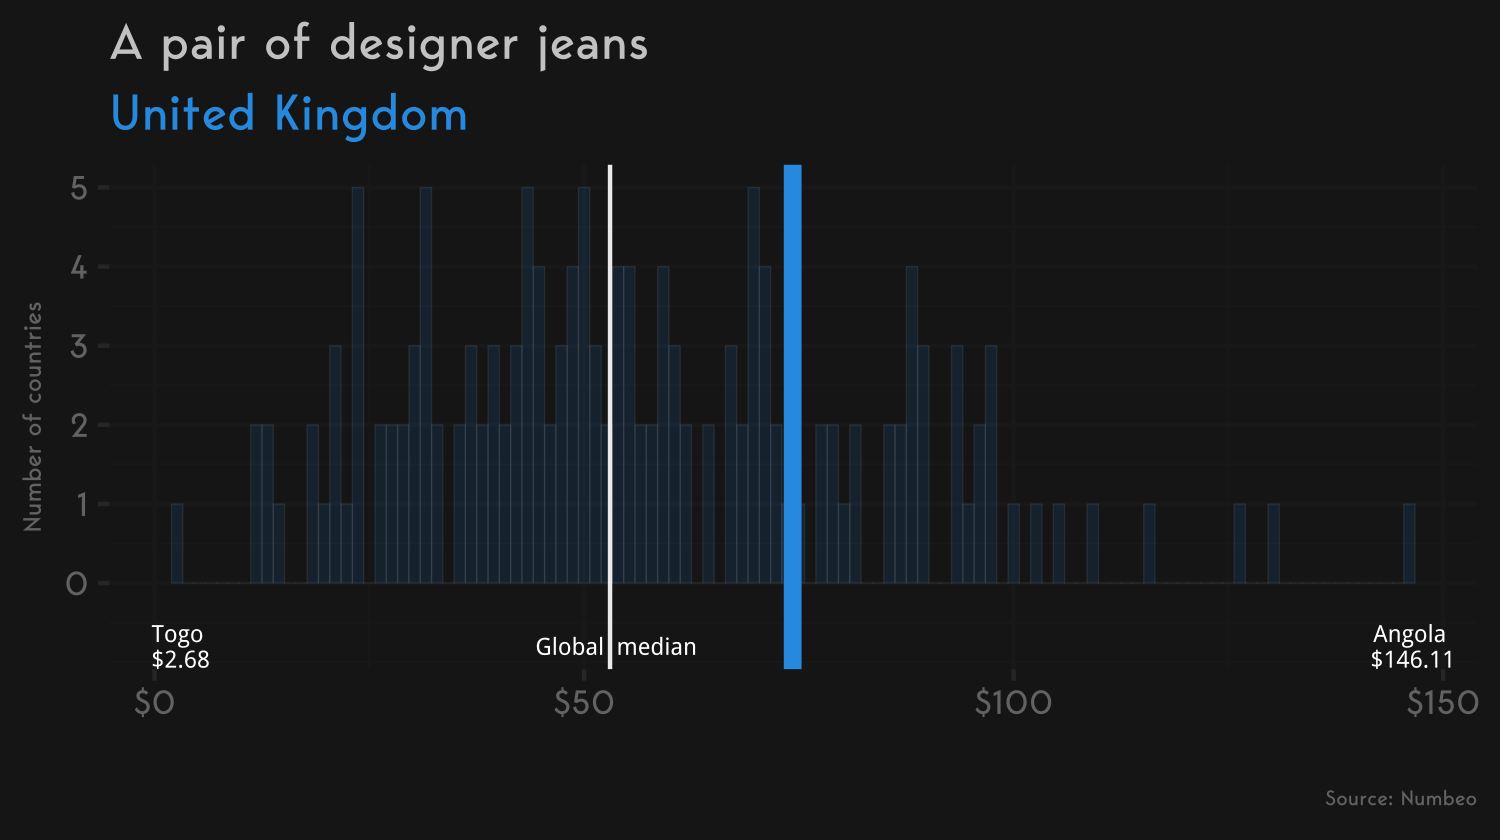 A pair of designer jeans
United Kingdom
5
4
3
2
1
0
Number of countries
Togo
$2.68
Global median
Angola
$146.11
$0
$50
$100
$150
Source: Numbeo